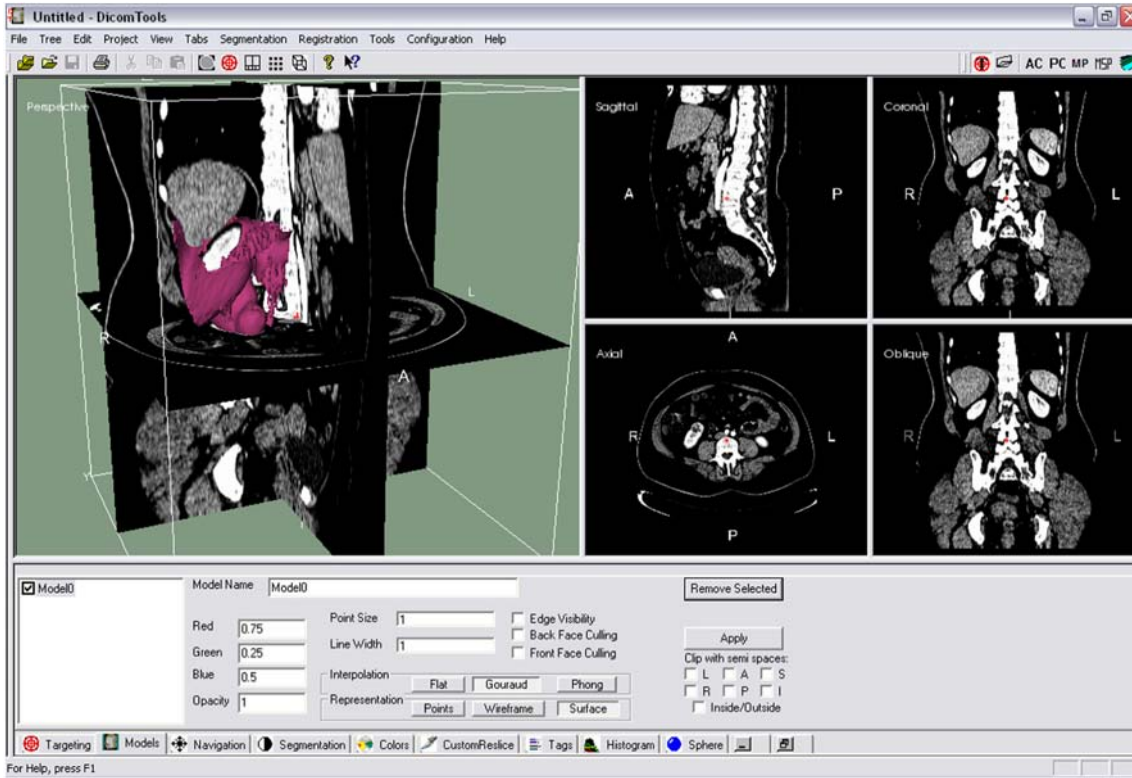 Untitled - DicomTools
File Tree Edit Project View Tabs Segmentation Registration Tools Configuration Help
AC PC MP MSP
Perspective
L
R
A
Y
Sagittal
A
P
Coronal
R
L
Axial
A
R
L
P
Oblique
R
L
Model0
Model Name Model0
Red 0.75
Green 0.25
Blue 0.5
Opacity 1
Point Size 1
Line Width 1
Edge Visibility
Back Face Culling
Front Face Culling
Interpolation Flat Gouraud Phong
Representation Points Wireframe Surface
Remove Selected
Apply
Clip with semi spaces:
L A S
R P I
Inside/Outside
Targeting Models Navigation Segmentation Colors CustomReslice Tags Histogram Sphere
For Help, press F1